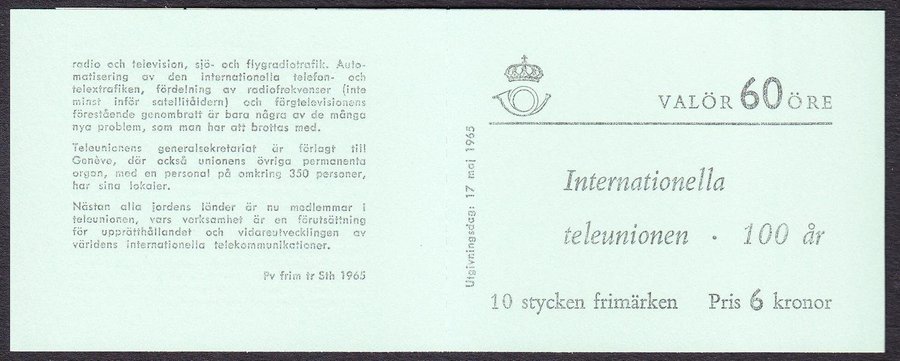 radio och television, sjö- och flygradiotrafik. Auto-
matisering av den internationella telefon- och
telextrafiken, fördelning av radiofrekvenser (inte
minst inför satellitåldern) och färgtelevisionens
förestående genombrott är bara några av de många
nya problem, som man har att brottas med.
Teleunionens generalsekretariat är förlagt till
Genève, där också unionens övriga permanenta
organ, med en personal på omkring 350 personer,
har sina lokaler.
Nästan alla jordens länder är nu medlemmar i
teleunionen, vars verksamhet är en förutsättning
för upprätthållandet och vidareutvecklingen av
världens internationella telekommunikationer.
Pv frim tr Sth 1965
Utgivningsdag: 17 maj 1965
VALÖR 60 ÖRE
Internationella
teleunionen · 100 år
10 stycken frimärken Pris 6 kronor